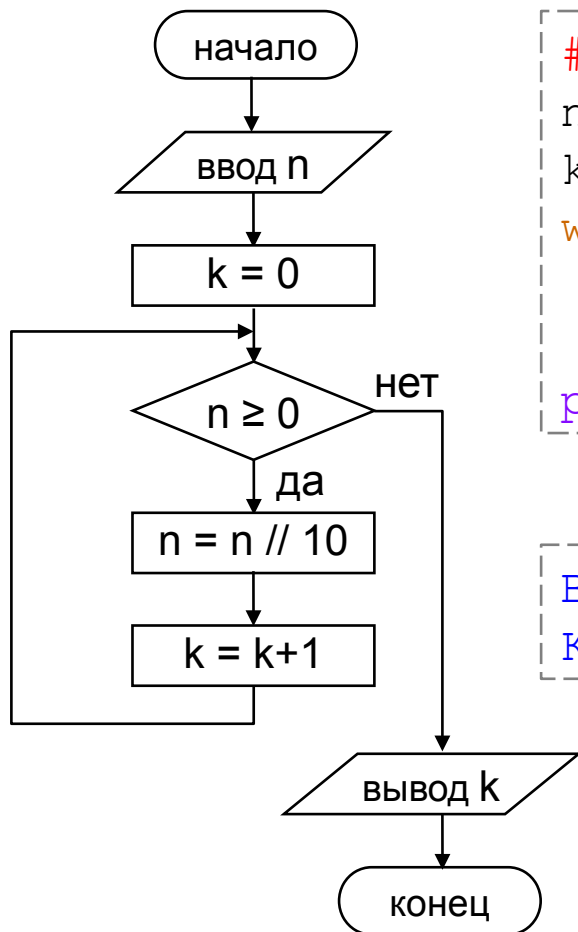 начало
ввод n
k = 0
n ≥ 0
нет
да
n = n // 10
k = k+1
вывод k
конец
#
n
k
w
p
В
К